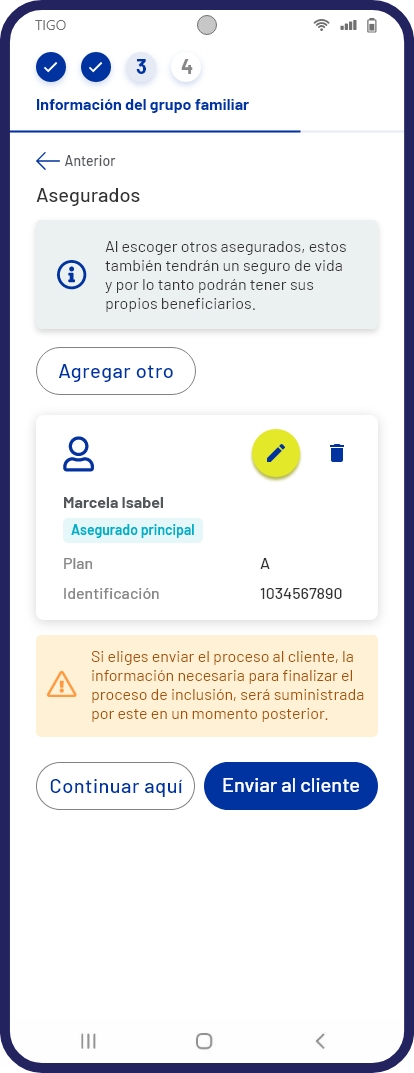 TIGO
3
4
Información del grupo familiar
Anterior
Asegurados
Al escoger otros asegurados, estos
también tendrán un seguro de vida
y por lo tanto podrán tener sus
propios beneficiarios.
Agregar otro
Marcela Isabel
Asegurado principal
Plan A
Identificación 1034567890
Si eliges enviar el proceso al cliente, la
información necesaria para finalizar el
proceso de inclusión, será suministrada
por este en un momento posterior.
Continuar aquí
Enviar al cliente